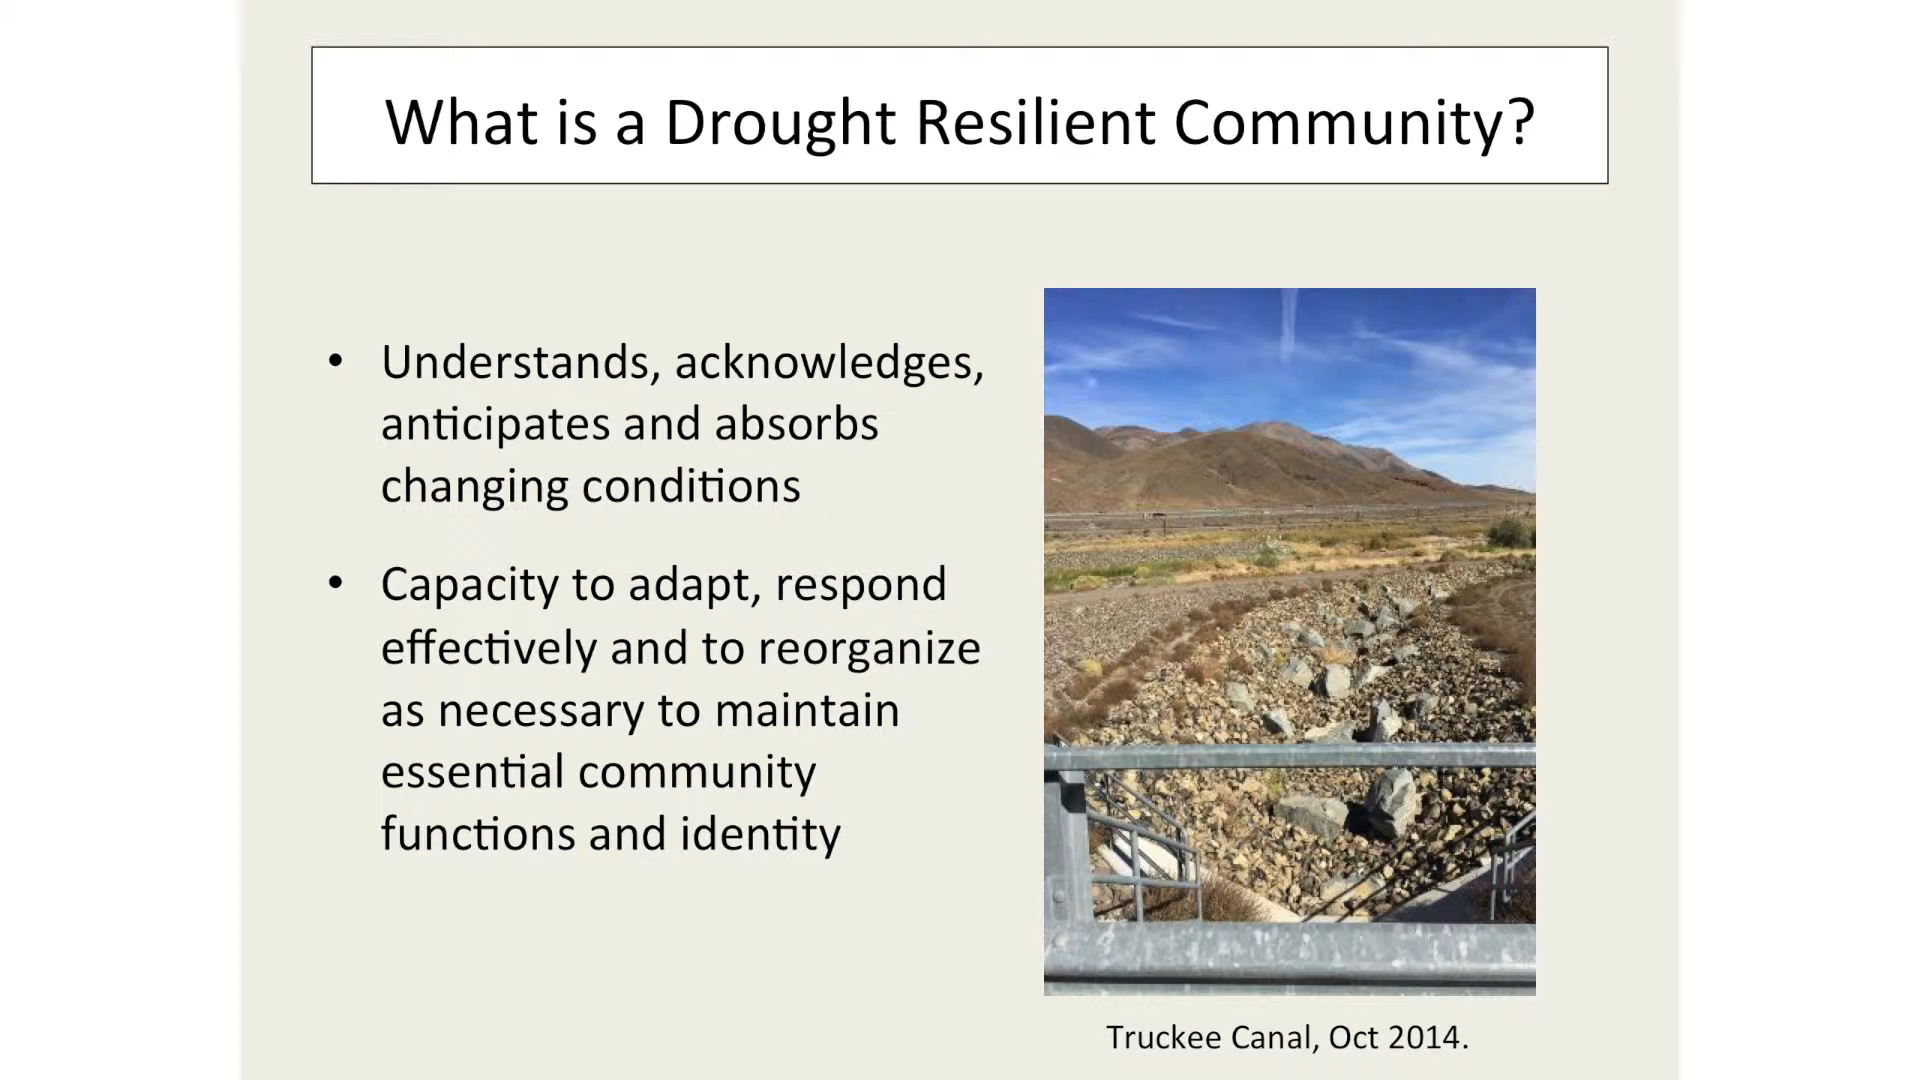 What is a Drought Resilient Community?
• Understands, acknowledges,
anticipates and absorbs
changing conditions
• Capacity to adapt, respond
effectively and to reorganize
as necessary to maintain
essential community
functions and identity
Truckee Canal, Oct 2014.